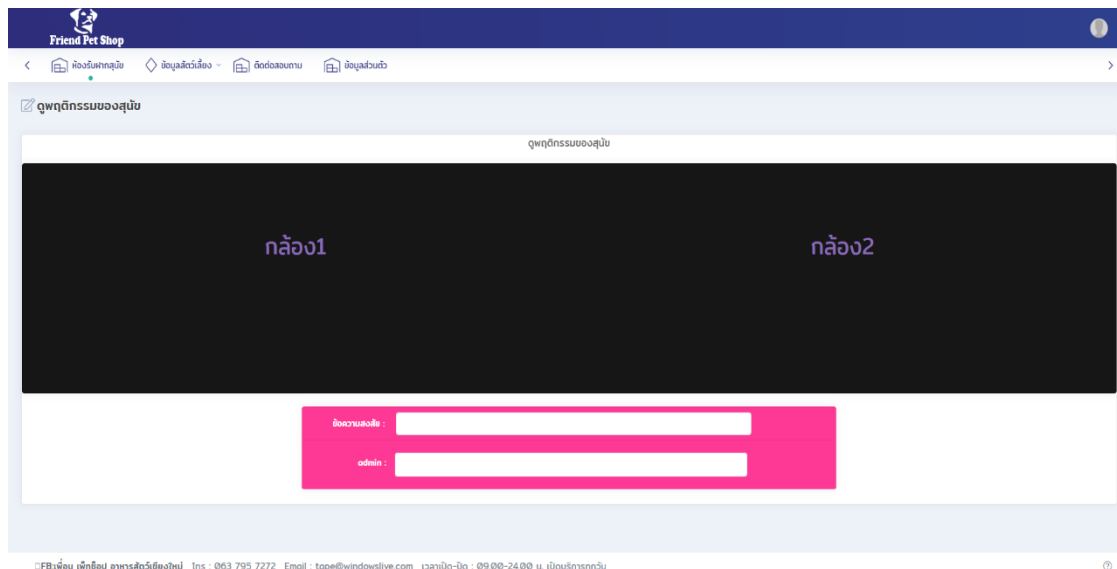 Friend Pet Shop
ห้องรับฝากสุนัข ข้อมูลสัตว์เลี้ยง ติดต่อสอบถาม ข้อมูลส่วนตัว
ดูพฤติกรรมของสุนัข
ดูพฤติกรรมของสุนัข
กล้อง1 กล้อง2
ข้อความสงสัย :
admin :
FB:เพื่อน เพ็ทช็อป อาหารสัตว์เชียงใหม่ โทร : 063 795 7272 Email : tope@windowslive.com เวลาเปิด-ปิด : 09.00-24.00 น. เปิดบริการทุกวัน